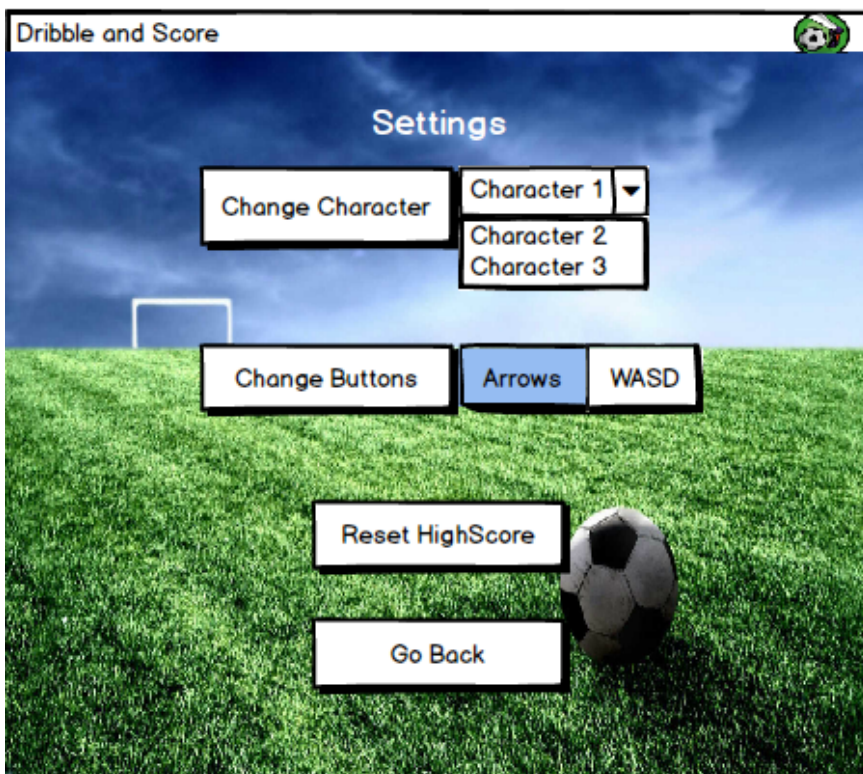 Dribble and Score
Settings
Change Character
Character 1
Character 2
Character 3
Change Buttons
Arrows
WASD
Reset HighScore
Go Back